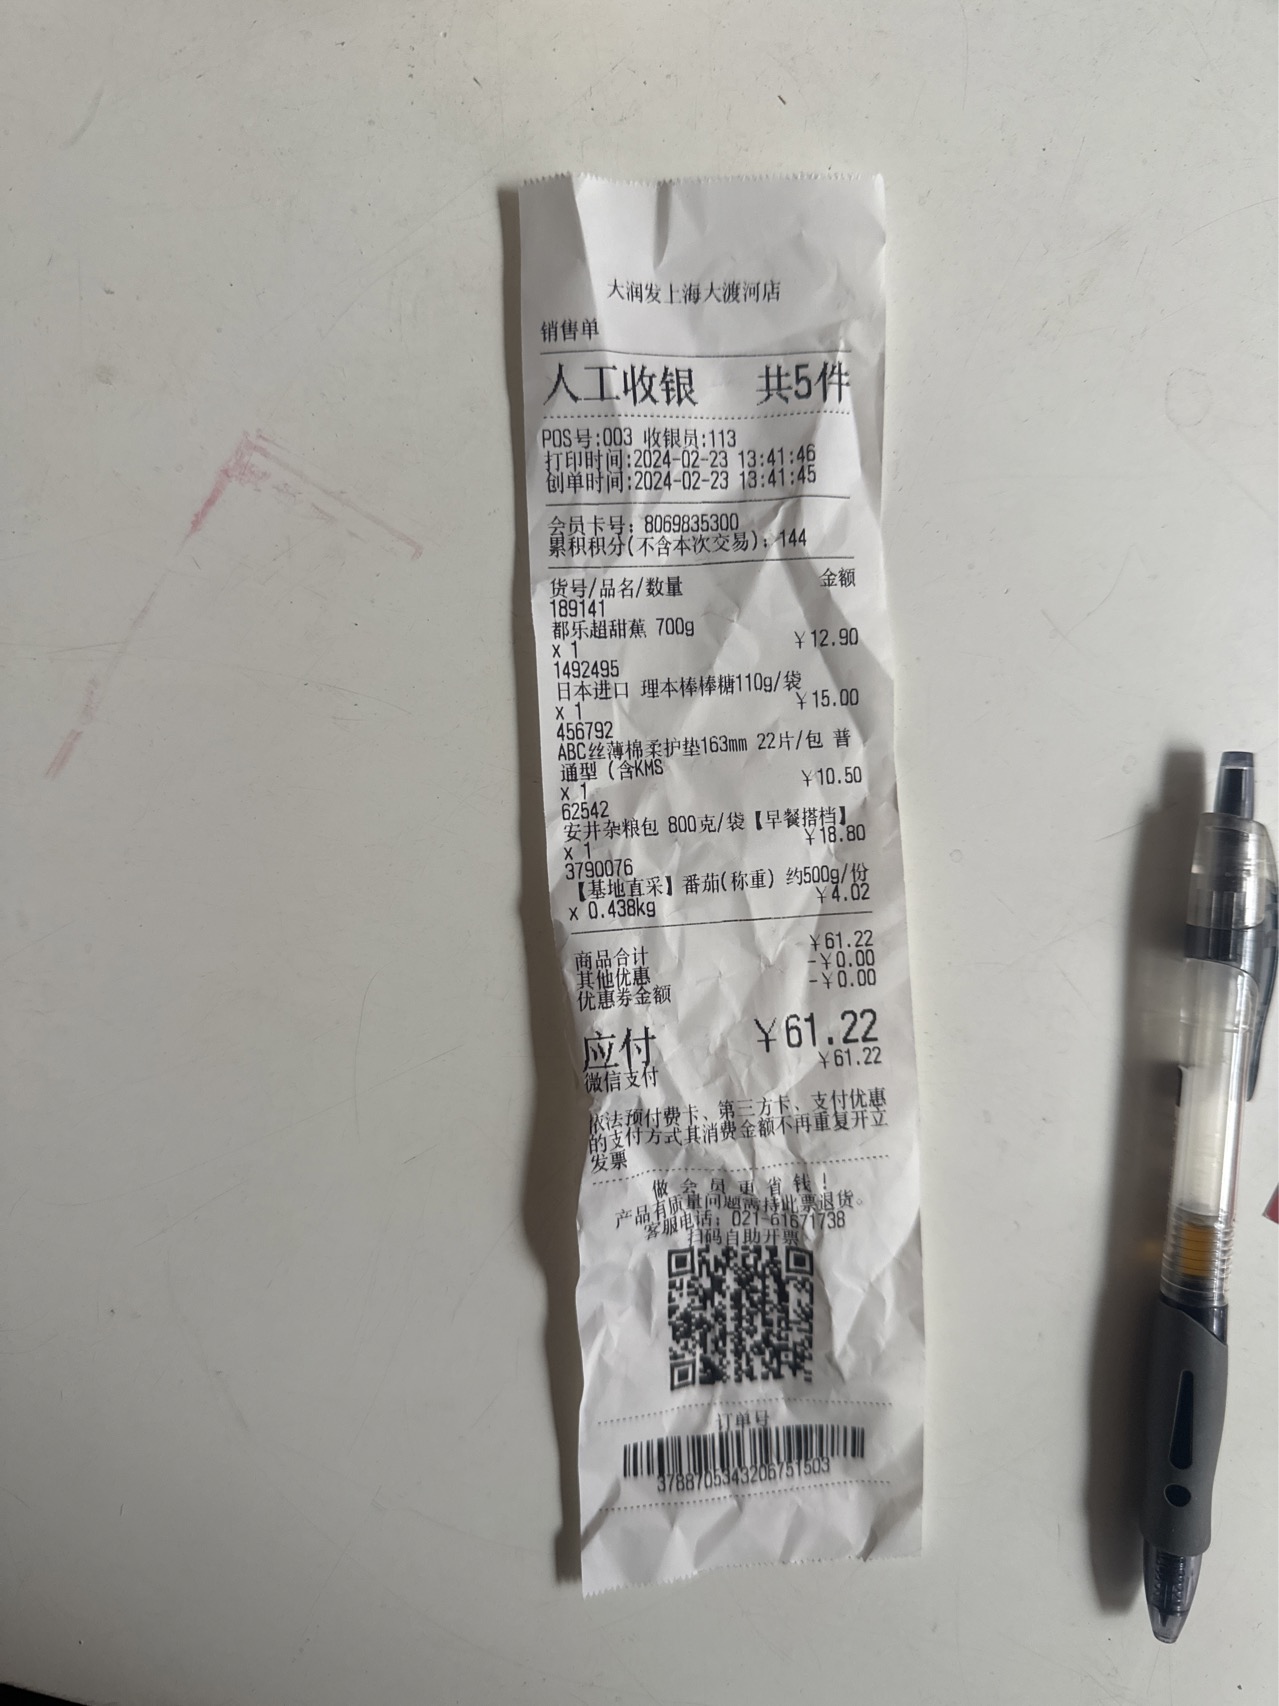 大润发上海大渡河店
销售单
人工收银 共5件
POS号:003 收银员:113
打印时间:2024-02-23 13:41:46
创单时间:2024-02-23 13:41:45
会员卡号: 8069835300
累积积分(不含本次交易): 144
货号/品名/数量 金额
189141
都乐超甜蕉 700g
x 1 ￥12.90
1492495
日本进口 理本棒棒糖110g/袋
x 1 ￥15.00
456792
ABC丝薄棉柔护垫163mm 22片/包 普
通型 (含KMS
x 1 ￥10.50
62542
安井杂粮包 800克/袋【早餐搭档】
x 1 ￥18.80
3790076
【基地直采】番茄(称重) 约500g/份
x 0.438kg ￥4.02
商品合计 ￥61.22
其他优惠 -￥0.00
优惠券金额 -￥0.00
应付 ￥61.22
微信支付 ￥61.22
依法预付费卡、第三方卡、支付优惠
的支付方式其消费金额不再重复开立
发票
做会员更省钱!
产品有质量问题需持此票退货。
客服电话: 021-61671738
扫码自助开票
订单号
3788705343206751503